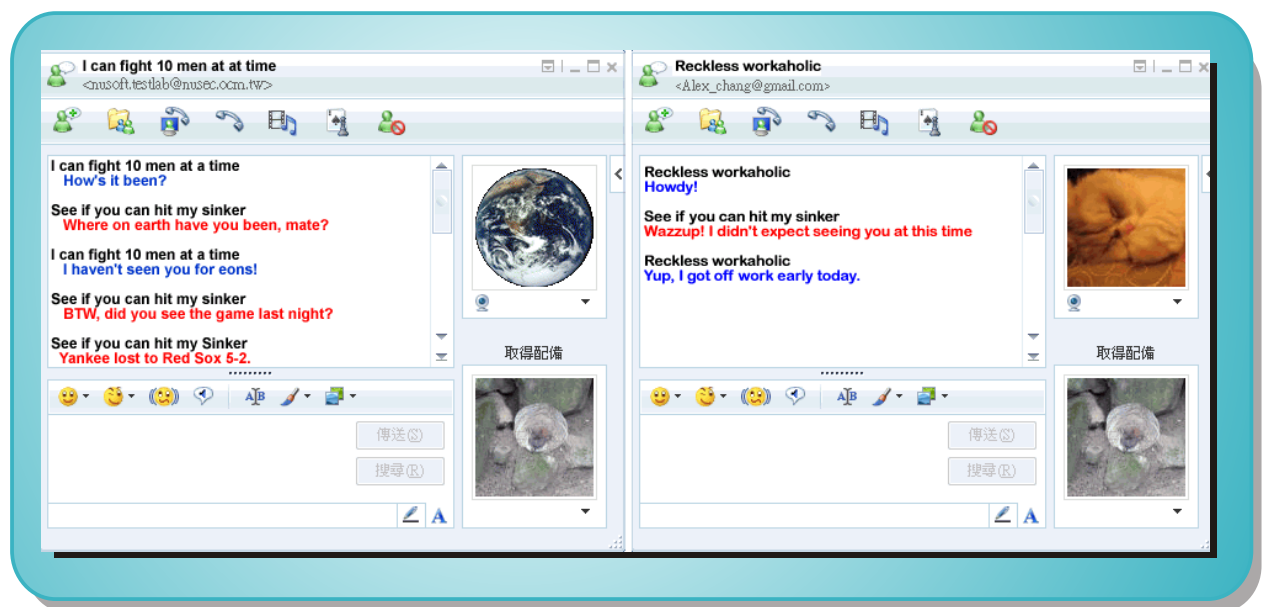 I can fight 10 men at at time
<nusoft.testlab@nusec.ocm.tw>
I can fight 10 men at a time
How's it been?
See if you can hit my sinker
Where on earth have you been, mate?
I can fight 10 men at a time
I haven't seen you for eons!
See if you can hit my sinker
BTW, did you see the game last night?
See if you can hit my Sinker
Yankee lost to Red Sox 5-2.
取得配備
傳送(S)
搜尋(R)
Reckless workaholic
<Alex_chang@gmail.com>
Reckless workaholic
Howdy!
See if you can hit my sinker
Wazzup! I didn't expect seeing you at this time
Reckless workaholic
Yup, I got off work early today.
取得配備
傳送(S)
搜尋(R)